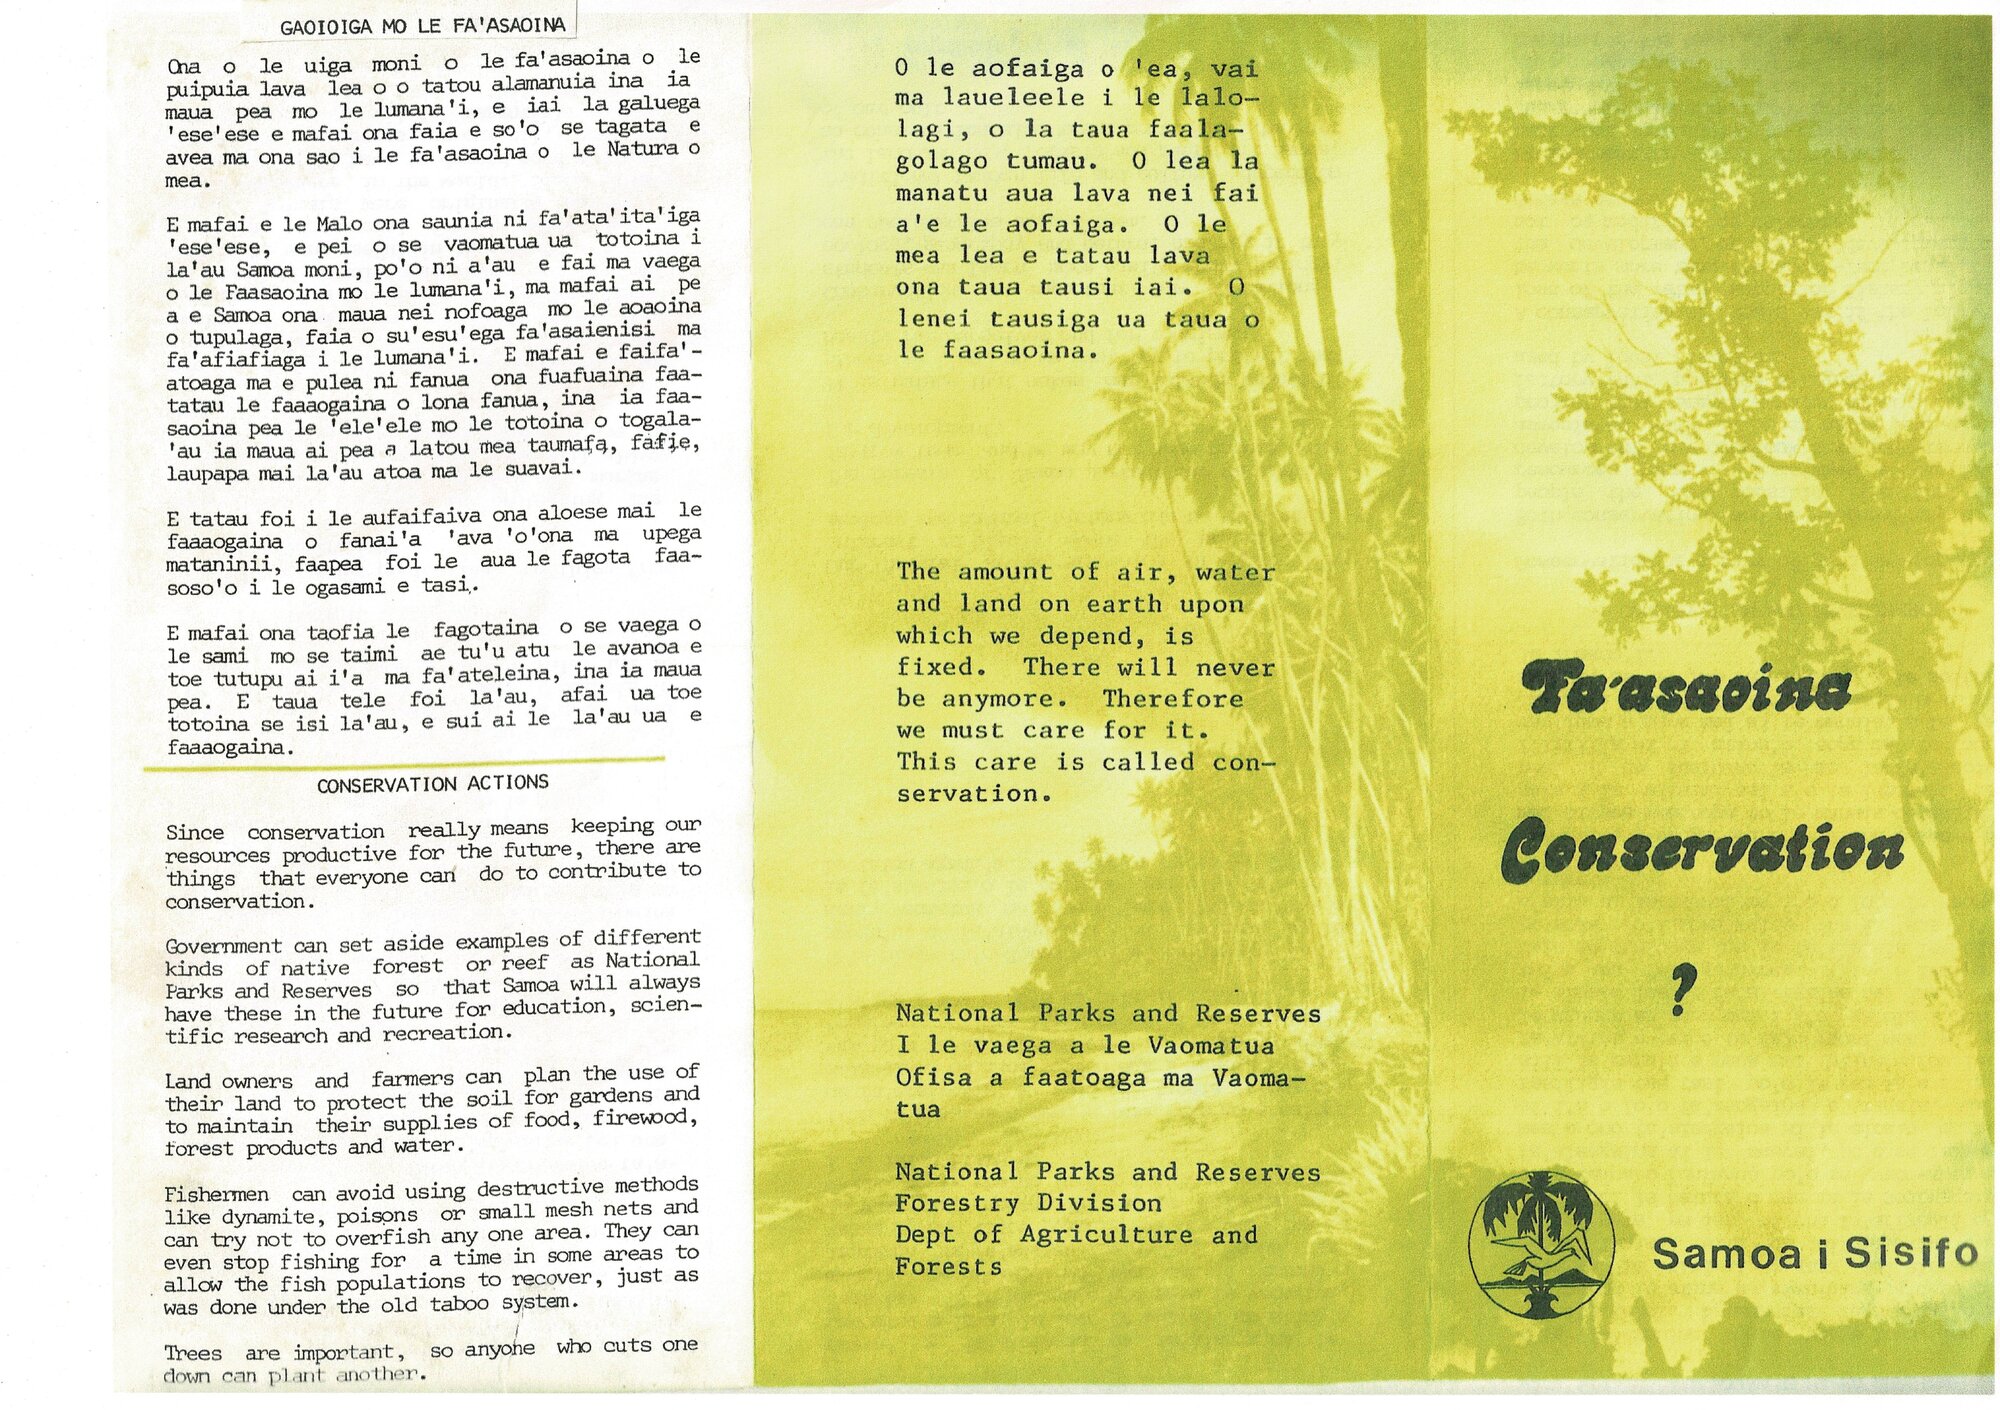 GAOIOIGA MO LE FA'ASAOINA
Ona o le uiga moni o le fa'asaoina o le
puipuia lava lea o o tatou alamanuia ina ia
maua pea mo le lumana'i, e iai la galuega
'ese'ese e mafai ona faia e so'o se tagata e
avea ma ona sao i le fa'asaoina o le Natura o
mea.
E mafai e le Malo ona saunia ni fa'ata'ita'iga
'ese'ese, e pei o se vaomatua ua totoina i
la'au Samoa moni, po'o ni a'au e fai ma vaega
o le Faasaoina mo le lumana'i, ma mafai ai pe
a e Samoa ona maua nei nofoaga mo le aoaoina
o tupulaga, faia o su'esu'ega fa'asaienisi ma
fa'afiafiaga i le lumana'i. E mafai e faifa'-
atoaga ma e pulea ni fanua ona fuafuaina faa-
tatau le faaaogaina o lona fanua, ina ia faa-
saoina pea le 'ele'ele mo le totoina o togala-
'au ia maua ai pea a latou mea taumafa, fafie,
laupapa mai la'au atoa ma le suavai.
E tatau foi i le aufaifaiva ona aloese mai le
faaaogaina o fanai'a 'ava 'o'ona ma upega
mataninii, faapea foi le aua le fagota faa-
soso'o i le ogasami e tasi.
E mafai ona taofia le fagotaina o se vaega o
le sami mo se taimi ae tu'u atu le avanoa e
toe tutupu ai i'a ma fa'ateleina, ina ia maua
pea. E taua tele foi la'au, afai ua toe
totoina se isi la'au, e sui ai le la'au ua e
faaaogaina.
CONSERVATION ACTIONS
Since conservation really means keeping our
resources productive for the future, there are
things that everyone can do to contribute to
conservation.
Government can set aside examples of different
kinds of native forest or reef as National
Parks and Reserves so that Samoa will always
have these in the future for education, scien-
tific research and recreation.
Land owners and farmers can plan the use of
their land to protect the soil for gardens and
to maintain their supplies of food, firewood,
forest products and water.
Fishermen can avoid using destructive methods
like dynamite, poisons or small mesh nets and
can try not to overfish any one area. They can
even stop fishing for a time in some areas to
allow the fish populations to recover, just as
was done under the old taboo system.
Trees are important, so anyone who cuts one
down can plant another.
O le aofaiga o 'ea, vai
ma laueleele i le lalo-
lagi, o la taua faala-
golago tumau. O lea la
manatu aua lava nei fai
a'e le aofaiga. O le
mea lea e tatau lava
ona taua tausi iai. O
lenei tausiga ua taua o
le faasaoina.
The amount of air, water
and land on earth upon
which we depend, is
fixed. There will never
be anymore. Therefore
we must care for it.
This care is called con-
servation.
National Parks and Reserves
I le vaega a le Vaomatua
Ofisa a faatoaga ma Vaoma-
tua
National Parks and Reserves
Forestry Division
Dept of Agriculture and
Forests
Fa'asaoina
Conservation
?
Samoa i Sisifo